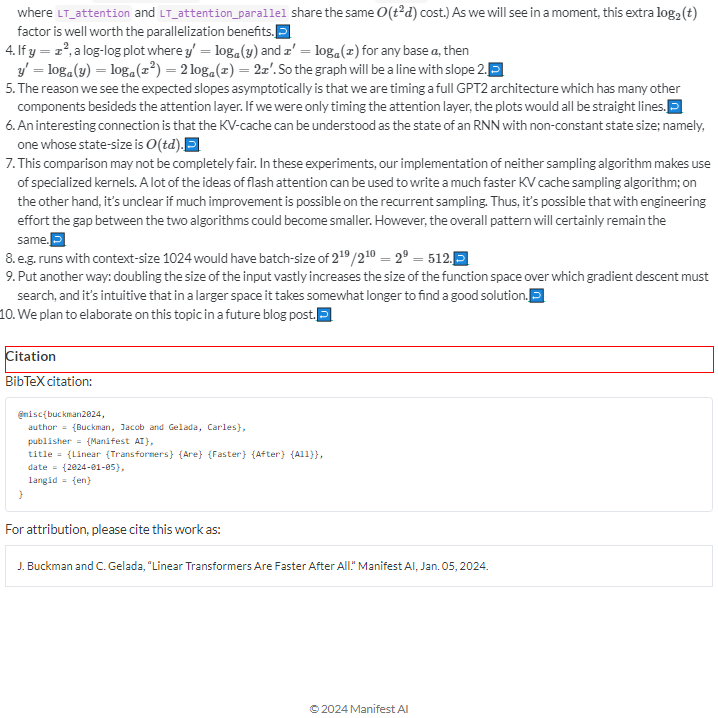 where LT_attention and LT_attention_parallel share the same O(t²d) cost.) As we will see in a moment, this extra log₂(t)
factor is well worth the parallelization benefits.
4. If y = x², a log-log plot where y′ = logₐ(y) and x′ = logₐ(x) for any base a, then
y′ = logₐ(y) = logₐ(x²) = 2 logₐ(x) = 2x′. So the graph will be a line with slope 2.
5. The reason we see the expected slopes asymptotically is that we are timing a full GPT2 architecture which has many other
components besideds the attention layer. If we were only timing the attention layer, the plots would all be straight lines.
6. An interesting connection is that the KV-cache can be understood as the state of an RNN with non-constant state size; namely,
one whose state-size is O(td).
7. This comparison may not be completely fair. In these experiments, our implementation of neither sampling algorithm makes use
of specialized kernels. A lot of the ideas of flash attention can be used to write a much faster KV cache sampling algorithm; on
the other hand, it's unclear if much improvement is possible on the recurrent sampling. Thus, it's possible that with engineering
effort the gap between the two algorithms could become smaller. However, the overall pattern will certainly remain the
same.
8. e.g. runs with context-size 1024 would have batch-size of 2¹⁹/2¹⁰ = 2⁹ = 512.
9. Put another way: doubling the size of the input vastly increases the size of the function space over which gradient descent must
search, and it's intuitive that in a larger space it takes somewhat longer to find a good solution.
10. We plan to elaborate on this topic in a future blog post.
Citation
BibTeX citation:
@misc{buckman2024,
author = {Buckman, Jacob and Gelada, Carles},
publisher = {Manifest AI},
title = {Linear {Transformers} {Are} {Faster} {After} {All}},
date = {2024-01-05},
langid = {en}
}
For attribution, please cite this work as:
J. Buckman and C. Gelada, "Linear Transformers Are Faster After All." Manifest AI, Jan. 05, 2024.
© 2024 Manifest AI